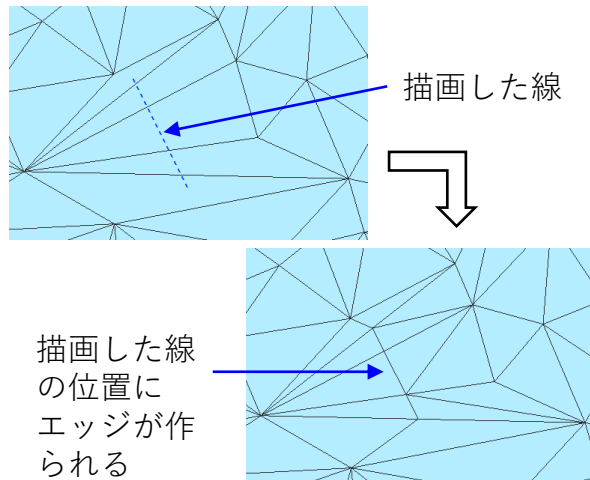 描画した線
描画した線
の位置に
エッジが作
られる